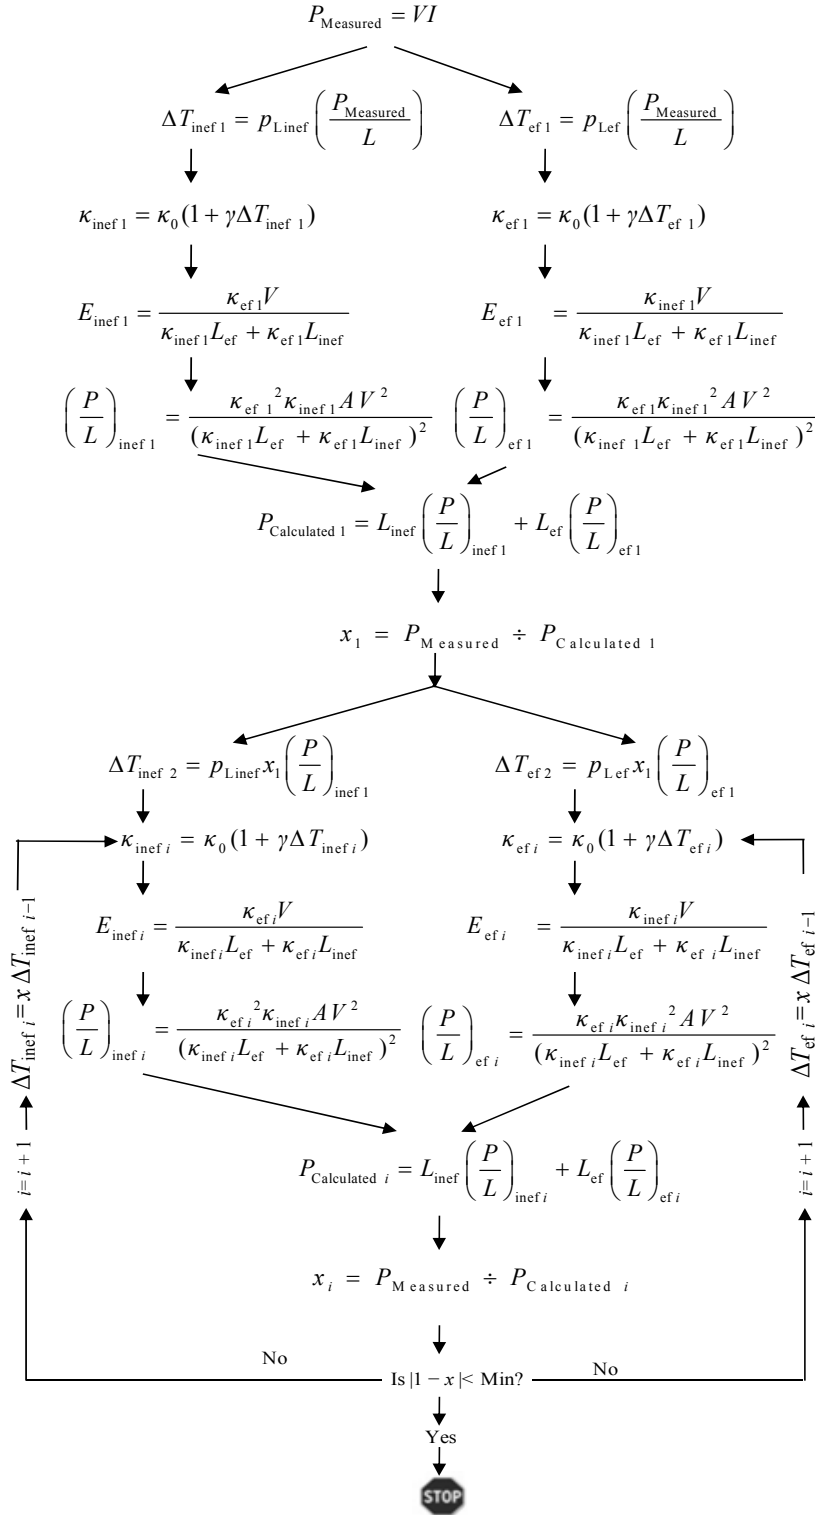 P_Measured = VI
ΔT_inef 1 = p_Linef (P_Measured / L) ΔT_ef 1 = p_Lef (P_Measured / L)
κ_inef 1 = κ_0(1 + γΔT_inef 1) κ_ef 1 = κ_0(1 + γΔT_ef 1)
E_inef 1 = κ_ef 1 V / (κ_inef 1 L_ef + κ_ef 1 L_inef) E_ef 1 = κ_inef 1 V / (κ_inef 1 L_ef + κ_ef 1 L_inef)
(P/L)_inef 1 = κ_ef 1² κ_inef 1 AV² / (κ_inef 1 L_ef + κ_ef 1 L_inef)² (P/L)_ef 1 = κ_ef 1 κ_inef 1² AV² / (κ_inef 1 L_ef + κ_ef 1 L_inef)²
P_Calculated 1 = L_inef (P/L)_inef 1 + L_ef (P/L)_ef 1
x_1 = P_Measured ÷ P_Calculated 1
ΔT_inef 2 = p_Linef x_1 (P/L)_inef 1 ΔT_ef 2 = p_Lef x_1 (P/L)_ef 1
κ_inef i = κ_0(1 + γΔT_inef i) κ_ef i = κ_0(1 + γΔT_ef i)
E_inef i = κ_ef i V / (κ_inef i L_ef + κ_ef i L_inef) E_ef i = κ_inef i V / (κ_inef i L_ef + κ_ef i L_inef)
(P/L)_inef i = κ_ef i² κ_inef i AV² / (κ_inef i L_ef + κ_ef i L_inef)² (P/L)_ef i = κ_ef i κ_inef i² AV² / (κ_inef i L_ef + κ_ef i L_inef)²
ΔT_inef i = x ΔT_inef i−1
ΔT_ef i = x ΔT_ef i−1
i = i + 1
i = i + 1
P_Calculated i = L_inef (P/L)_inef i + L_ef (P/L)_ef i
x_i = P_Measured ÷ P_Calculated i
No
Is |1 − x| < Min?
No
Yes
STOP